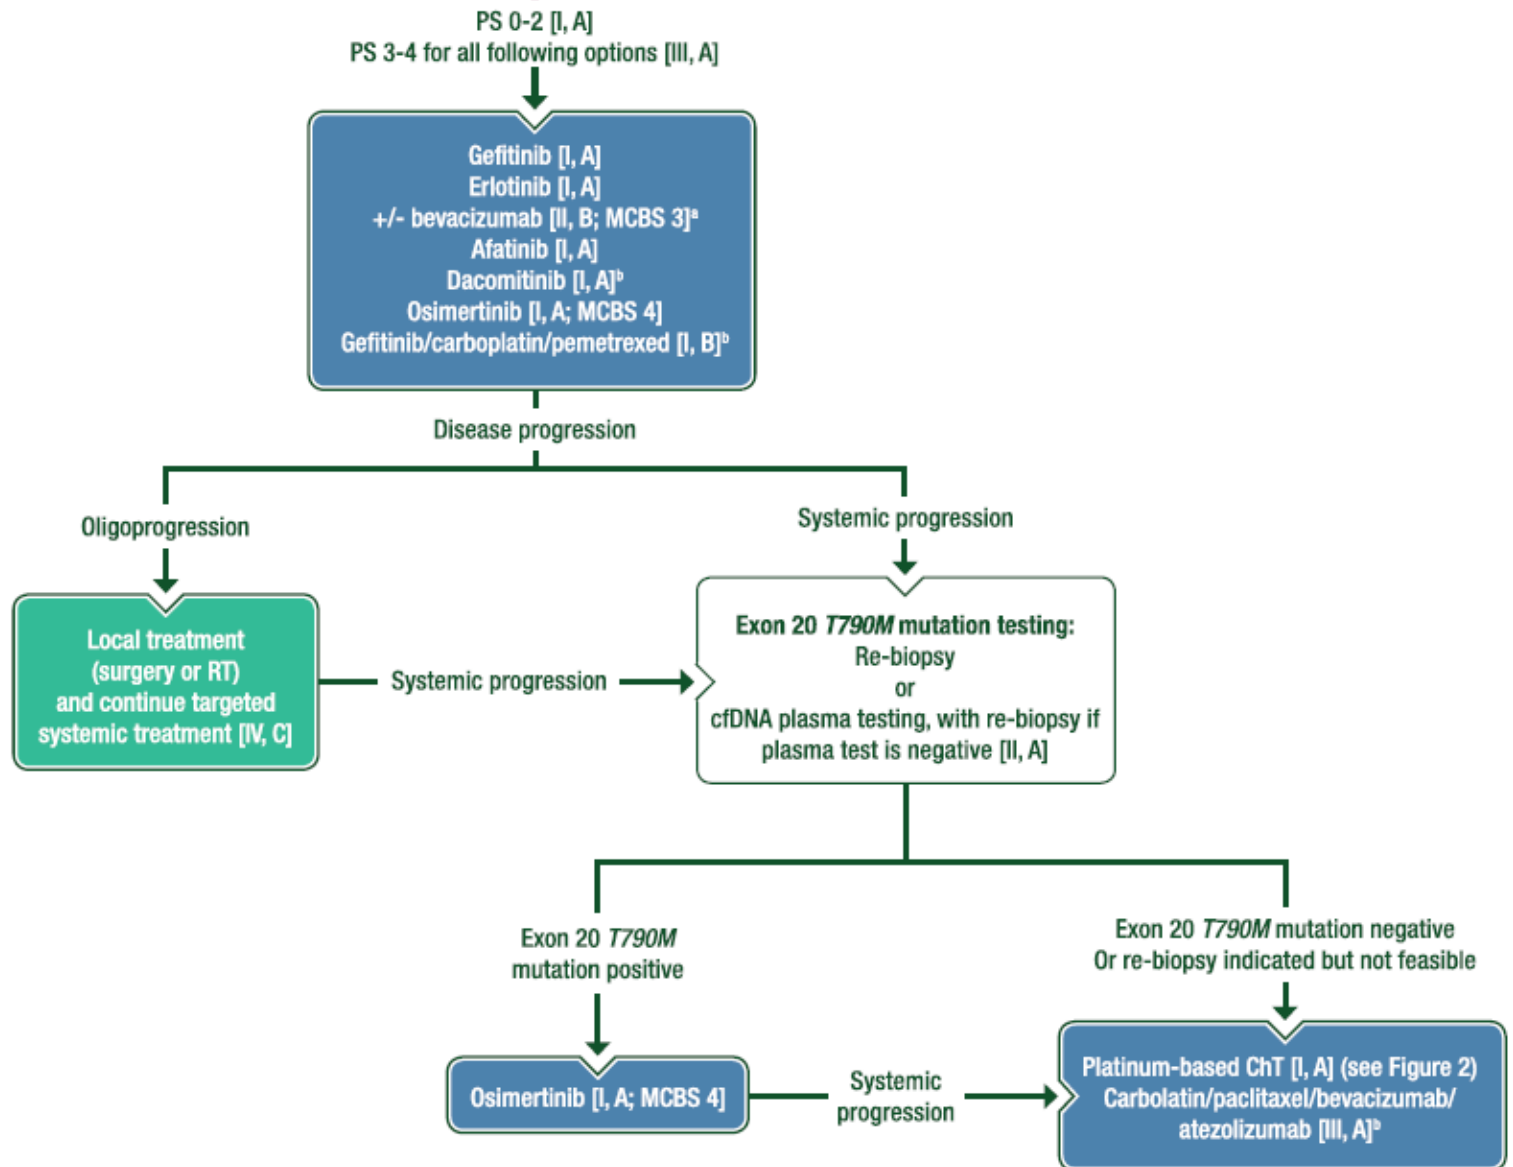 PS 0-2 [I, A]
PS 3-4 for all following options [III, A]
Gefitinib [I, A]
Erlotinib [I, A]
+/- bevacizumab [II, B; MCBS 3]ᵃ
Afatinib [I, A]
Dacomitinib [I, A]ᵇ
Osimertinib [I, A; MCBS 4]
Gefitinib/carboplatin/pemetrexed [I, B]ᵇ
Disease progression
Oligoprogression
Systemic progression
Local treatment
(surgery or RT)
and continue targeted
systemic treatment [IV, C]
Systemic progression
Exon 20 T790M mutation testing:
Re-biopsy
or
cfDNA plasma testing, with re-biopsy if
plasma test is negative [II, A]
Exon 20 T790M
mutation positive
Exon 20 T790M mutation negative
Or re-biopsy indicated but not feasible
Osimertinib [I, A; MCBS 4]
Systemic
progression
Platinum-based ChT [I, A] (see Figure 2)
Carbolatin/paclitaxel/bevacizumab/
atezolizumab [III, A]ᵇ